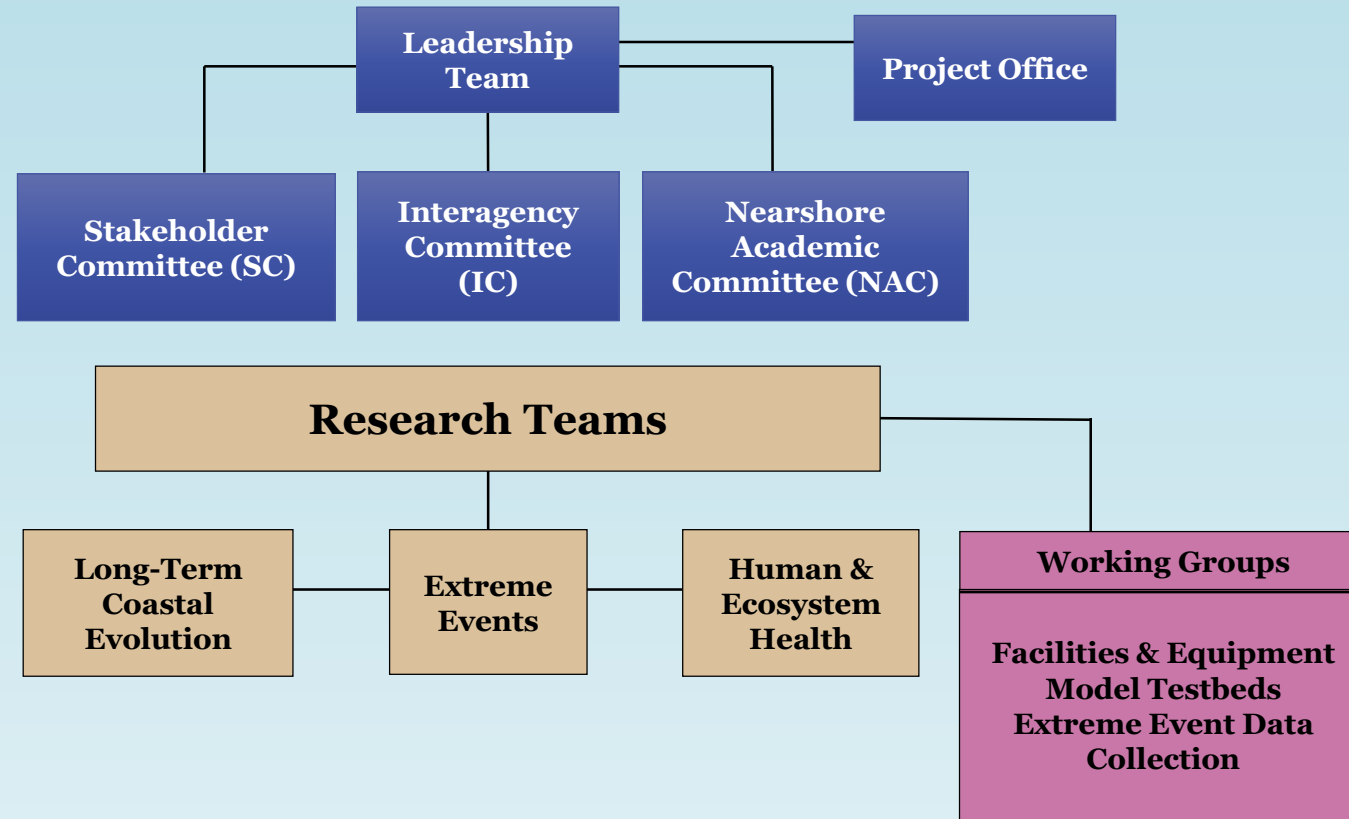 Leadership
Team
Project Office
Stakeholder
Committee (SC)
Interagency
Committee
(IC)
Nearshore
Academic
Committee (NAC)
Research Teams
Long-Term
Coastal
Evolution
Extreme
Events
Human &
Ecosystem
Health
Working Groups
Facilities & Equipment
Model Testbeds
Extreme Event Data
Collection